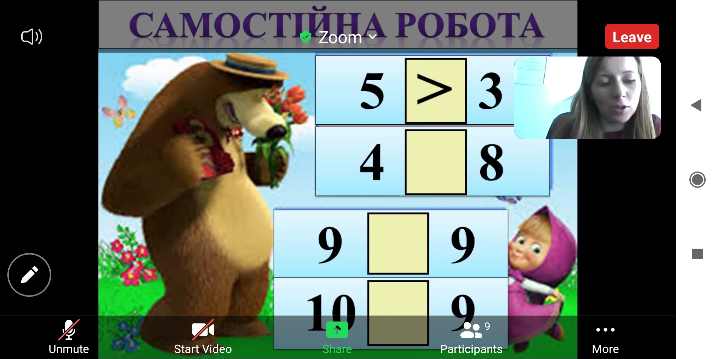 САМОСТІЙНА РОБОТА
Zoom
Leave
5 > 3
4 8
9 9
10 9
Unmute
Start Video
Share
Participants 9
More